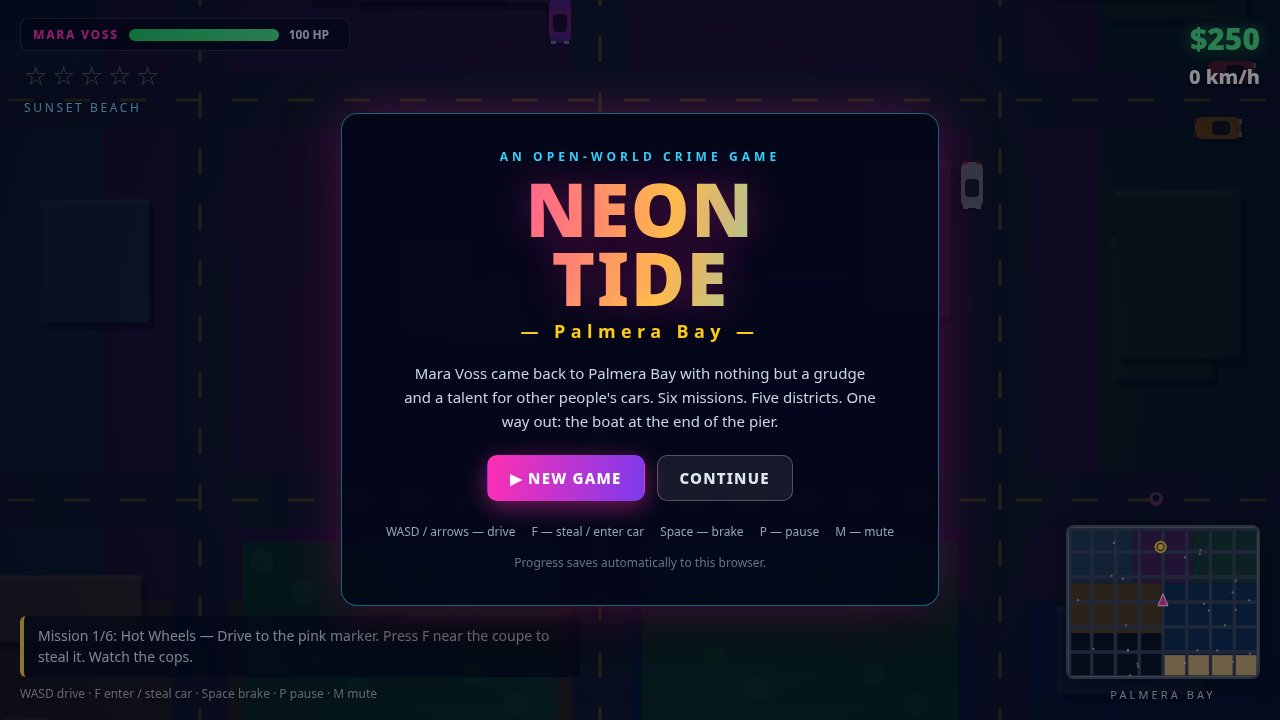 MARA VOSS 100 HP
SUNSET BEACH
$250
0 km/h
AN OPEN-WORLD CRIME GAME
NEON
TIDE
— Palmera Bay —
Mara Voss came back to Palmera Bay with nothing but a grudge
and a talent for other people's cars. Six missions. Five districts. One
way out: the boat at the end of the pier.
▶ NEW GAME CONTINUE
WASD / arrows — drive F — steal / enter car Space — brake P — pause M — mute
Progress saves automatically to this browser.
Mission 1/6: Hot Wheels — Drive to the pink marker. Press F near the coupe to
steal it. Watch the cops.
WASD drive · F enter / steal car · Space brake · P pause · M mute
PALMERA BAY